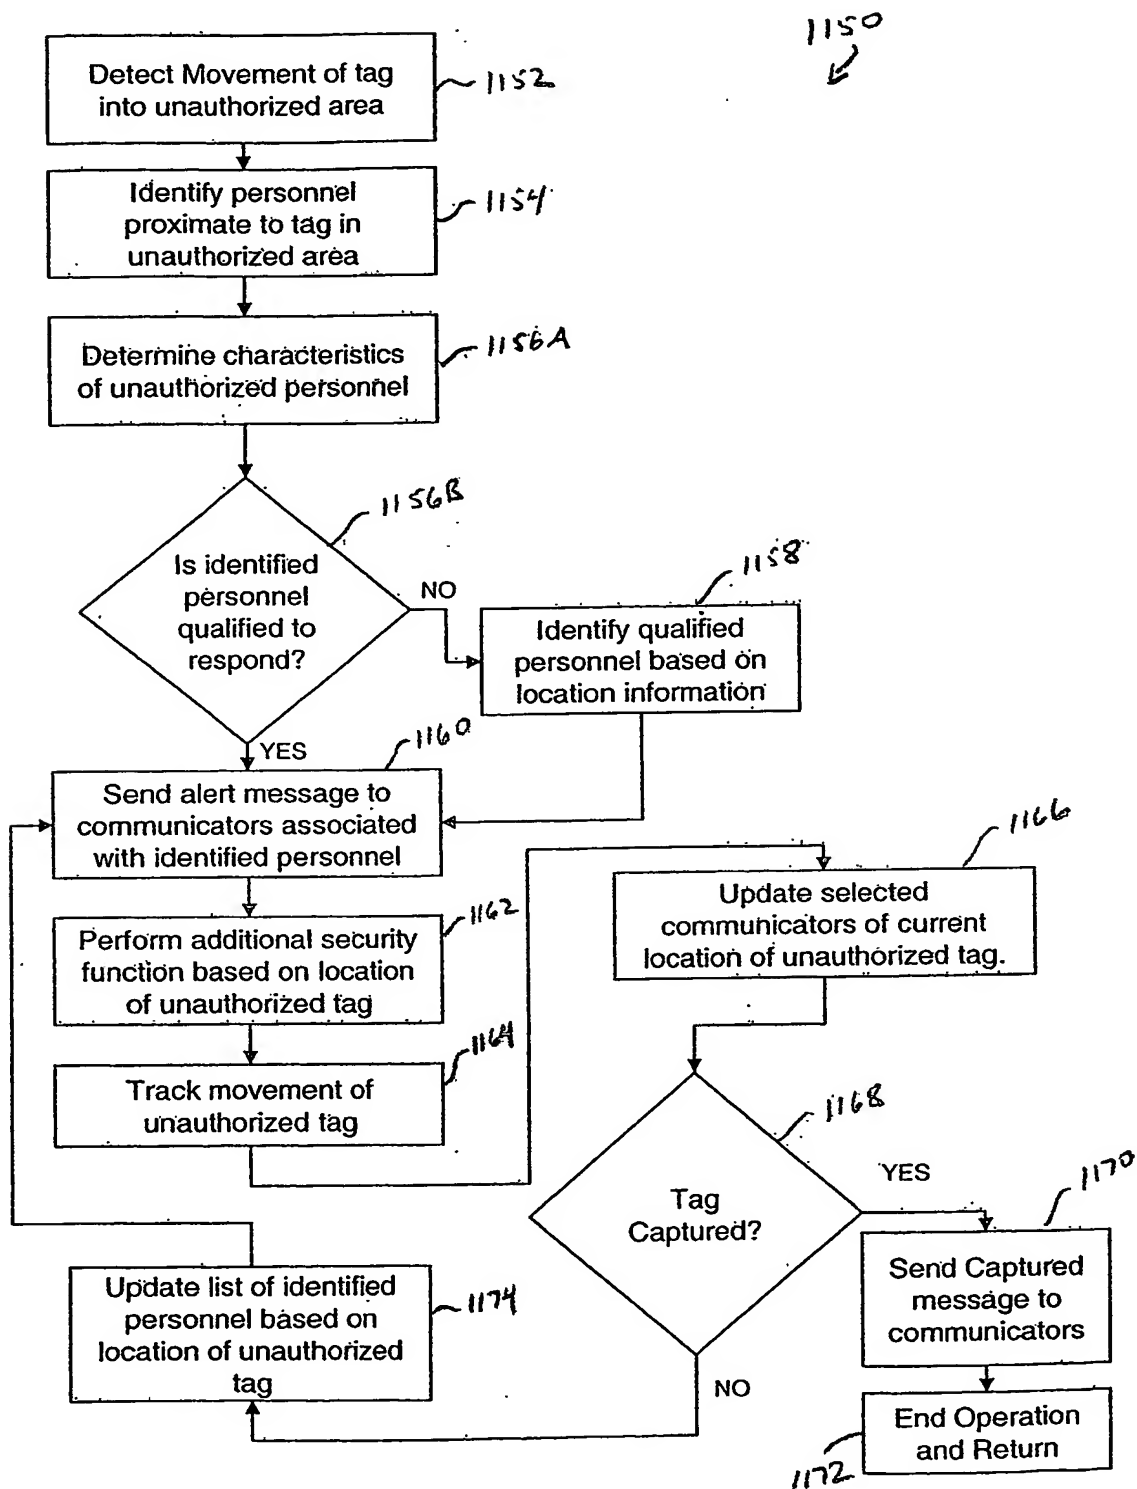 1150
Detect Movement of tag
into unauthorized area
1152
Identify personnel
proximate to tag in
unauthorized area
1154
Determine characteristics
of unauthorized personnel
1156A
1156B
Is identified
personnel
qualified to
respond?
NO
1158
Identify qualified
personnel based on
location information
YES
1160
Send alert message to
communicators associated
with identified personnel
1162
Perform additional security
function based on location
of unauthorized tag
1164
Track movement of
unauthorized tag
1166
Update selected
communicators of current
location of unauthorized tag.
1168
Tag
Captured?
YES
1170
Send Captured
message to
communicators
NO
End Operation
and Return
1172
Update list of identified
personnel based on
location of unauthorized
tag
1174